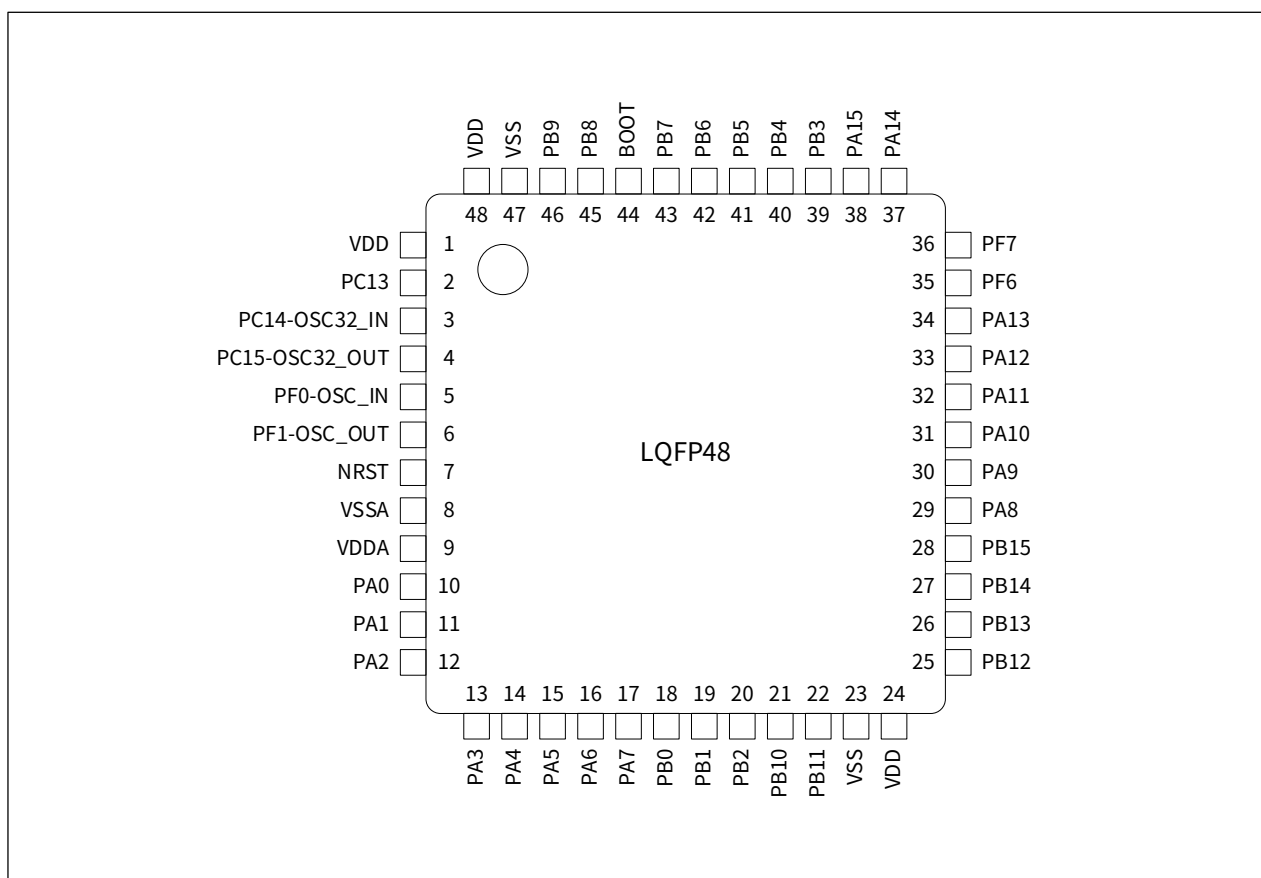 VDD VSS PB9 PB8 BOOT PB7 PB6 PB5 PB4 PB3 PA15 PA14
48 47 46 45 44 43 42 41 40 39 38 37
VDD 1 36 PF7
PC13 2 35 PF6
PC14-OSC32_IN 3 34 PA13
PC15-OSC32_OUT 4 33 PA12
PF0-OSC_IN 5 32 PA11
PF1-OSC_OUT 6 31 PA10
LQFP48
NRST 7 30 PA9
VSSA 8 29 PA8
VDDA 9 28 PB15
PA0 10 27 PB14
PA1 11 26 PB13
PA2 12 25 PB12
13 14 15 16 17 18 19 20 21 22 23 24
PA3 PA4 PA5 PA6 PA7 PB0 PB1 PB2 PB10 PB11 VSS VDD